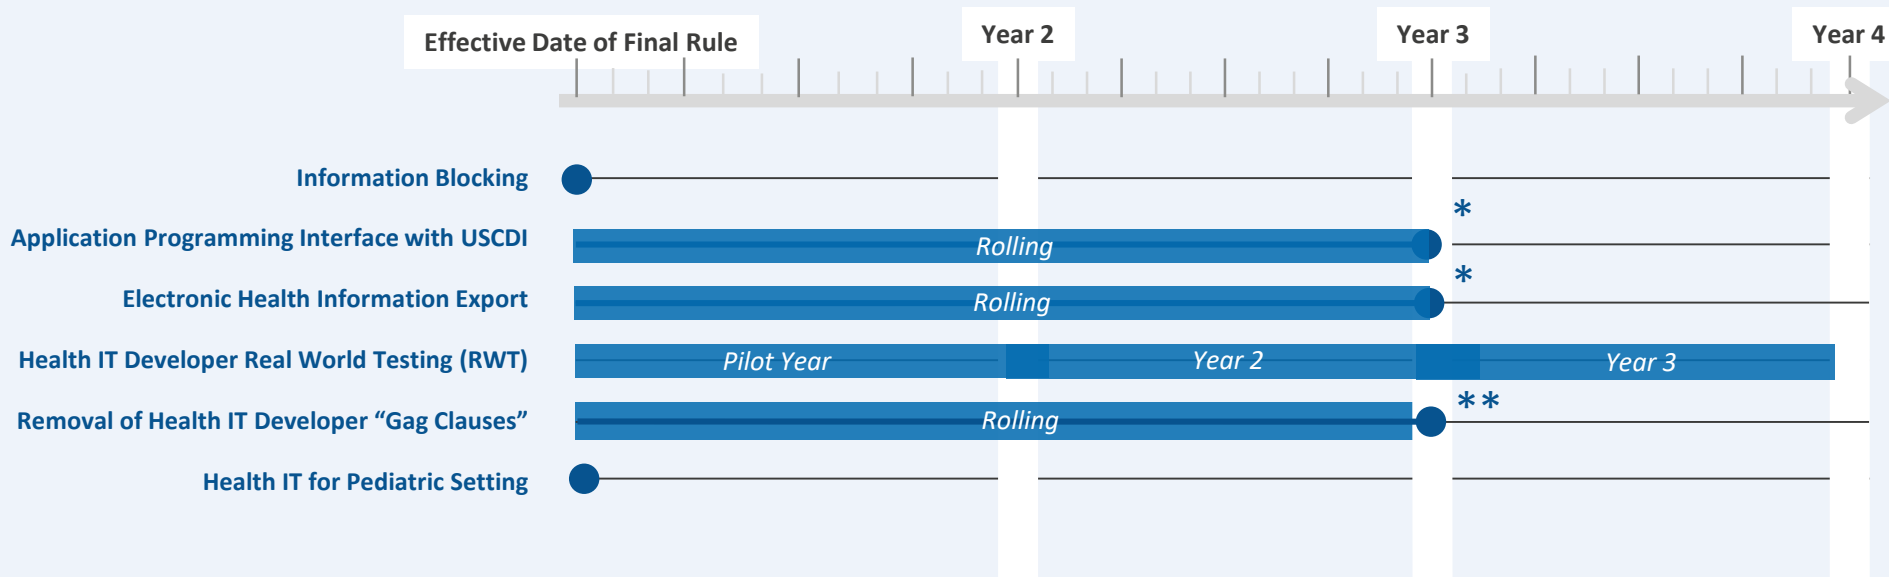 Effective Date of Final Rule
Year 2
Year 3
Year 4
Information Blocking
*
Application Programming Interface with USCDI
Rolling
*
Electronic Health Information Export
Rolling
Health IT Developer Real World Testing (RWT)
Pilot Year
Year 2
Year 3
**
Removal of Health IT Developer “Gag Clauses”
Rolling
Health IT for Pediatric Setting